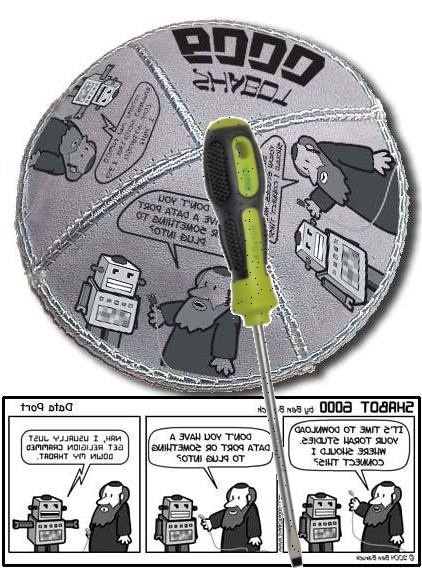 SHABOT
6000
DON'T YOU
HAVE A DATA PORT
OR SOMETHING
TO PLUG
INTO?
SHABOT 6000 by Ben Baruch
Data Port
IT'S TIME TO DOWNLOAD
YOUR TORAH STUDIES.
WHERE SHOULD I
CONNECT THIS?
DON'T YOU HAVE A
DATA PORT OR SOMETHING
TO PLUG INTO?
NAH, I USUALLY JUST
GET RELIGION CRAMMED
DOWN MY THROAT.
© 2004 Ben Baruch